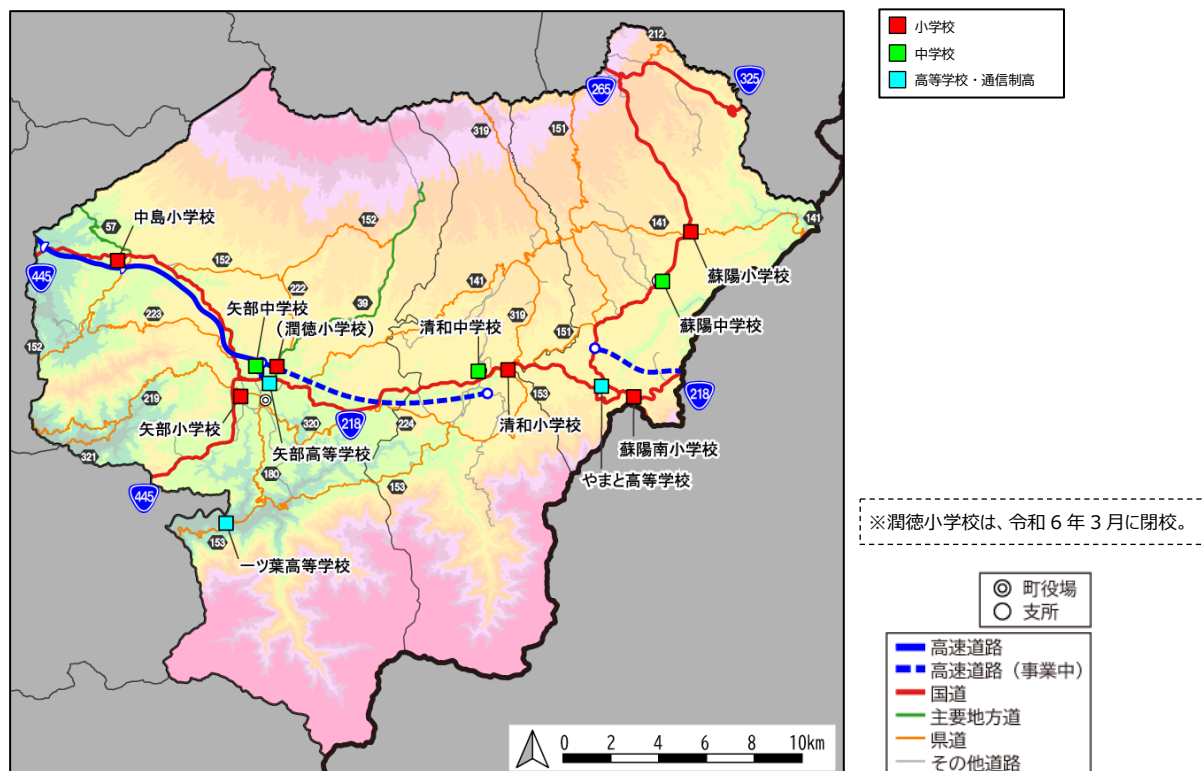 212
325
265
319
151
141
141
57
中島小学校
152
152
445
222
蘇陽小学校
141
39
矢部中学校
(潤徳小学校)
清和中学校
319
151
蘇陽中学校
223
152
219
矢部小学校
218
320
224
清和小学校
153
218
蘇陽南小学校
矢部高等学校
やまと高等学校
321
180
153
445
153
一ツ葉高等学校
0 2 4 6 8 10km
小学校
中学校
高等学校・通信制高
※潤徳小学校は、令和6年3月に閉校。
町役場
支所
高速道路
高速道路（事業中）
国道
主要地方道
県道
その他道路